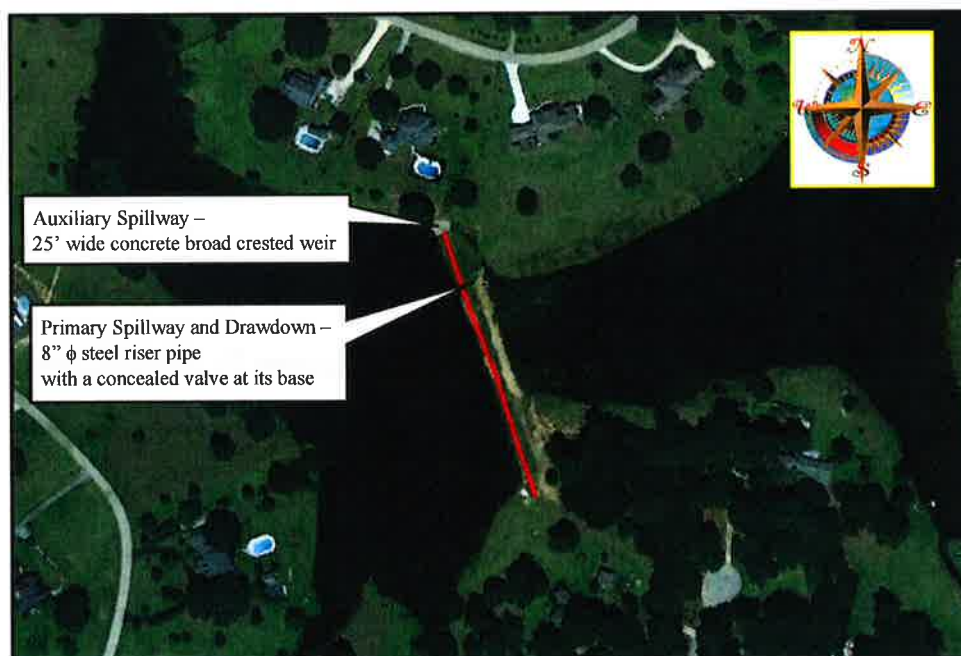 N
W
E
S
Auxiliary Spillway –
25’ wide concrete broad crested weir
Primary Spillway and Drawdown –
8” ϕ steel riser pipe
with a concealed valve at its base